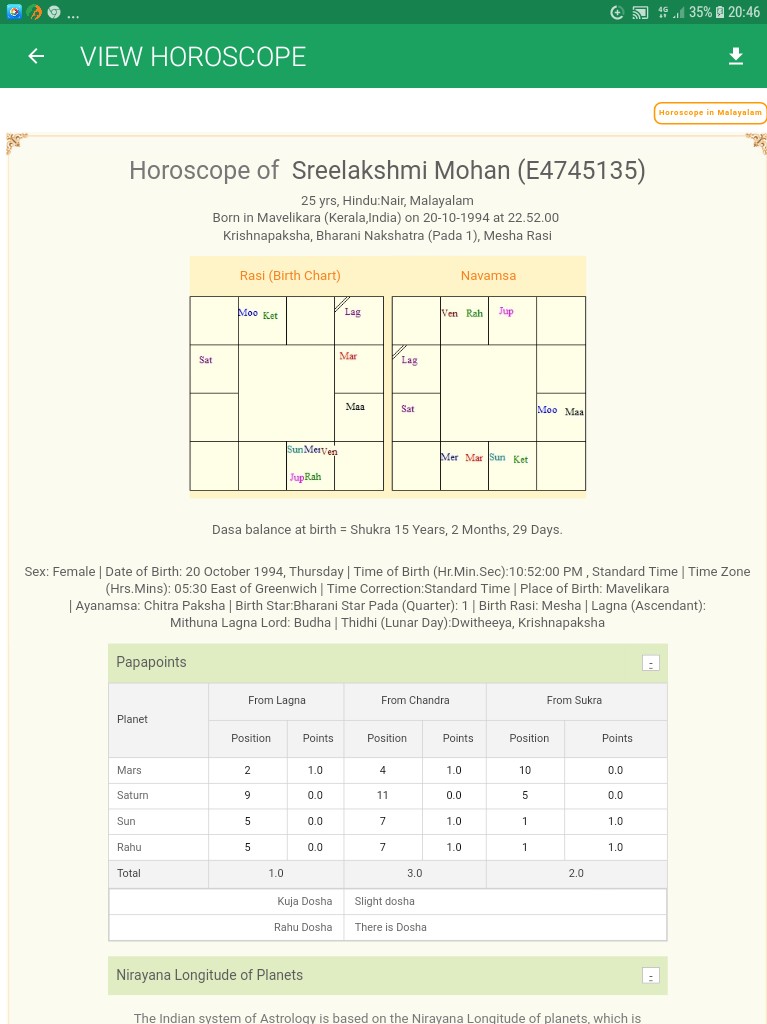 ... 4G 35% 20:46
VIEW HOROSCOPE
Horoscope in Malayalam
Horoscope of Sreelakshmi Mohan (E4745135)
25 yrs, Hindu:Nair, Malayalam
Born in Mavelikara (Kerala,India) on 20-10-1994 at 22.52.00
Krishnapaksha, Bharani Nakshatra (Pada 1), Mesha Rasi
Rasi (Birth Chart) Navamsa
Moo Ket Lag Ven Rah Jup
Sat Mar Lag
Maa Sat Moo Maa
Sun Mer Ven Mer Mar Sun Ket
Jup Rah
Dasa balance at birth = Shukra 15 Years, 2 Months, 29 Days.
Sex: Female | Date of Birth: 20 October 1994, Thursday | Time of Birth (Hr.Min.Sec):10:52:00 PM , Standard Time | Time Zone
(Hrs.Mins): 05:30 East of Greenwich | Time Correction:Standard Time | Place of Birth: Mavelikara
| Ayanamsa: Chitra Paksha | Birth Star:Bharani Star Pada (Quarter): 1 | Birth Rasi: Mesha | Lagna (Ascendant):
Mithuna Lagna Lord: Budha | Thidhi (Lunar Day):Dwitheeya, Krishnapaksha
Papapoints -
Planet From Lagna From Chandra From Sukra
Position Points Position Points Position Points
Mars 2 1.0 4 1.0 10 0.0
Saturn 9 0.0 11 0.0 5 0.0
Sun 5 0.0 7 1.0 1 1.0
Rahu 5 0.0 7 1.0 1 1.0
Total 1.0 3.0 2.0
Kuja Dosha Slight dosha
Rahu Dosha There is Dosha
Nirayana Longitude of Planets -
The Indian system of Astrology is based on the Nirayana Longitude of planets, which is